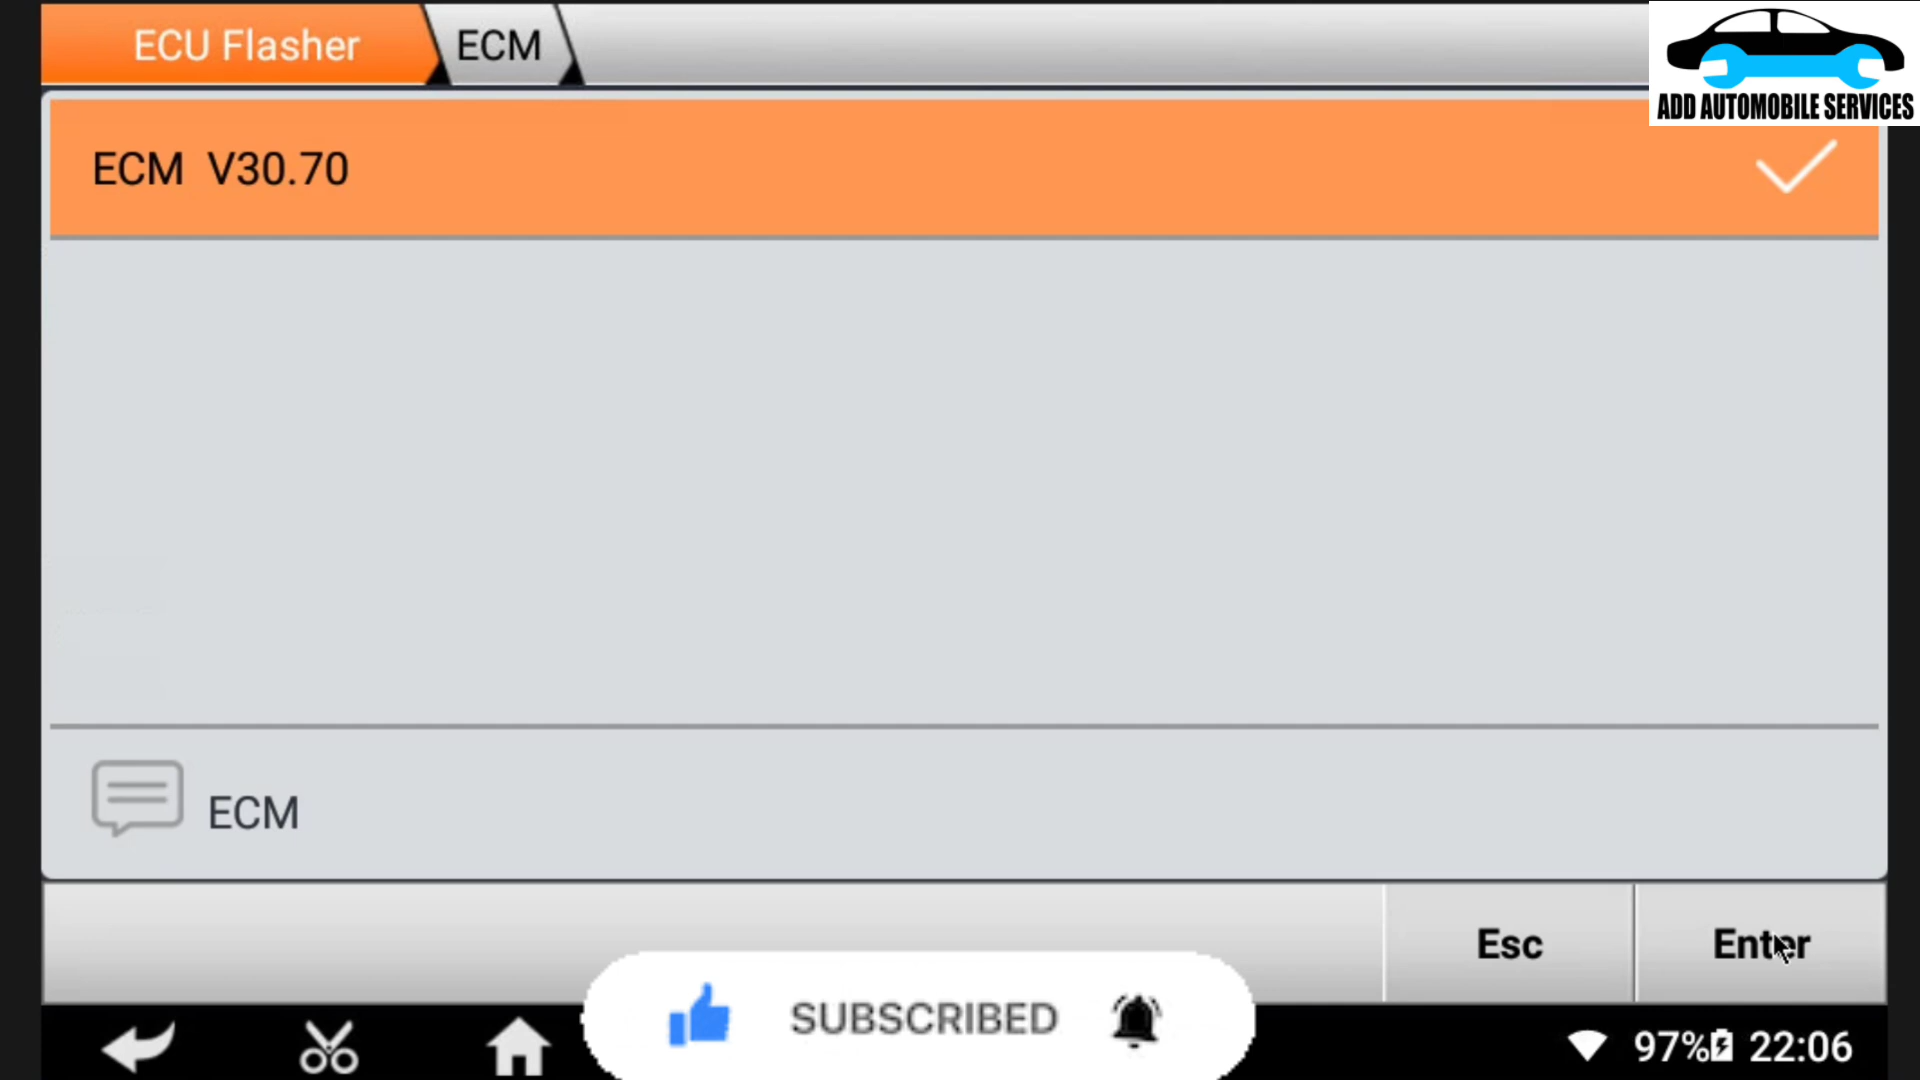 ECU Flasher
ECM
ADD AUTOMOBILE SERVICES
ECM V30.70
ECM
Esc
Enter
SUBSCRIBED
97%
22:06